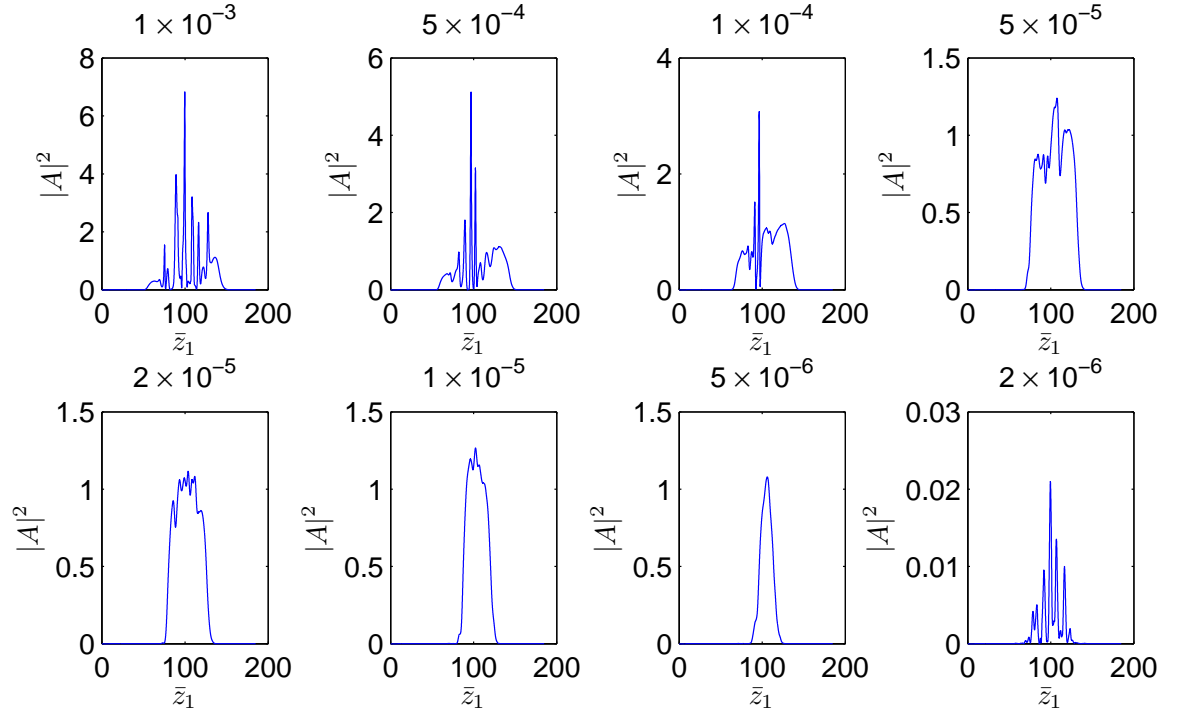 1 × 10⁻³ 5 × 10⁻⁴ 1 × 10⁻⁴ 5 × 10⁻⁵
8 6 4 1.5
6 4 2 1
4 2 0 0.5
2 0 0
0
|A|² |A|² |A|² |A|²
0 100 200 0 100 200 0 100 200 0 100 200
z̄₁ z̄₁ z̄₁ z̄₁
2 × 10⁻⁵ 1 × 10⁻⁵ 5 × 10⁻⁶ 2 × 10⁻⁶
1.5 1.5 1.5 0.03
1 1 1 0.02
0.5 0.5 0.5 0.01
0 0 0 0
|A|² |A|² |A|² |A|²
0 100 200 0 100 200 0 100 200 0 100 200
z̄₁ z̄₁ z̄₁ z̄₁